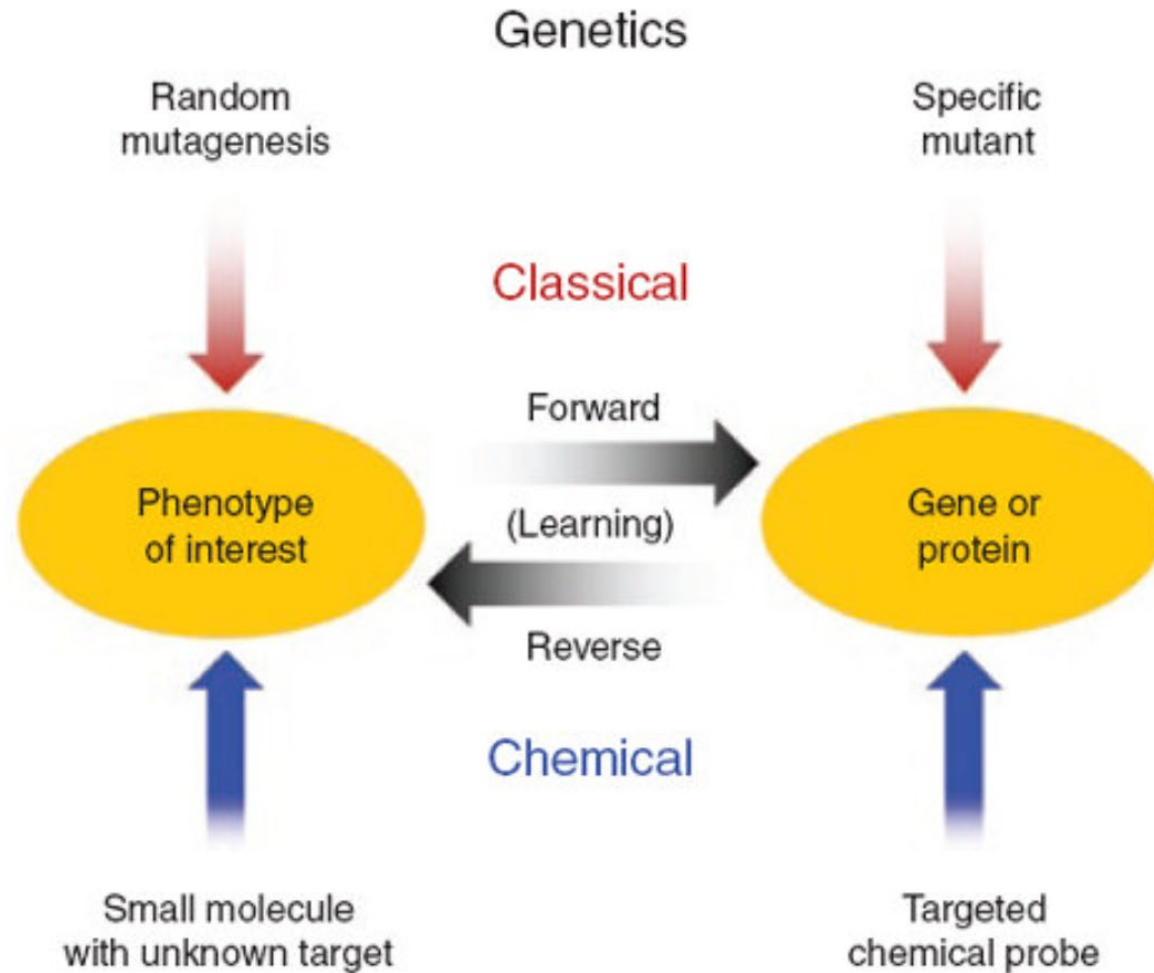 Genetics
Random
mutagenesis
Specific
mutant
Classical
Forward
Phenotype
of interest
(Learning)
Gene or
protein
Reverse
Chemical
Small molecule
with unknown target
Targeted
chemical probe